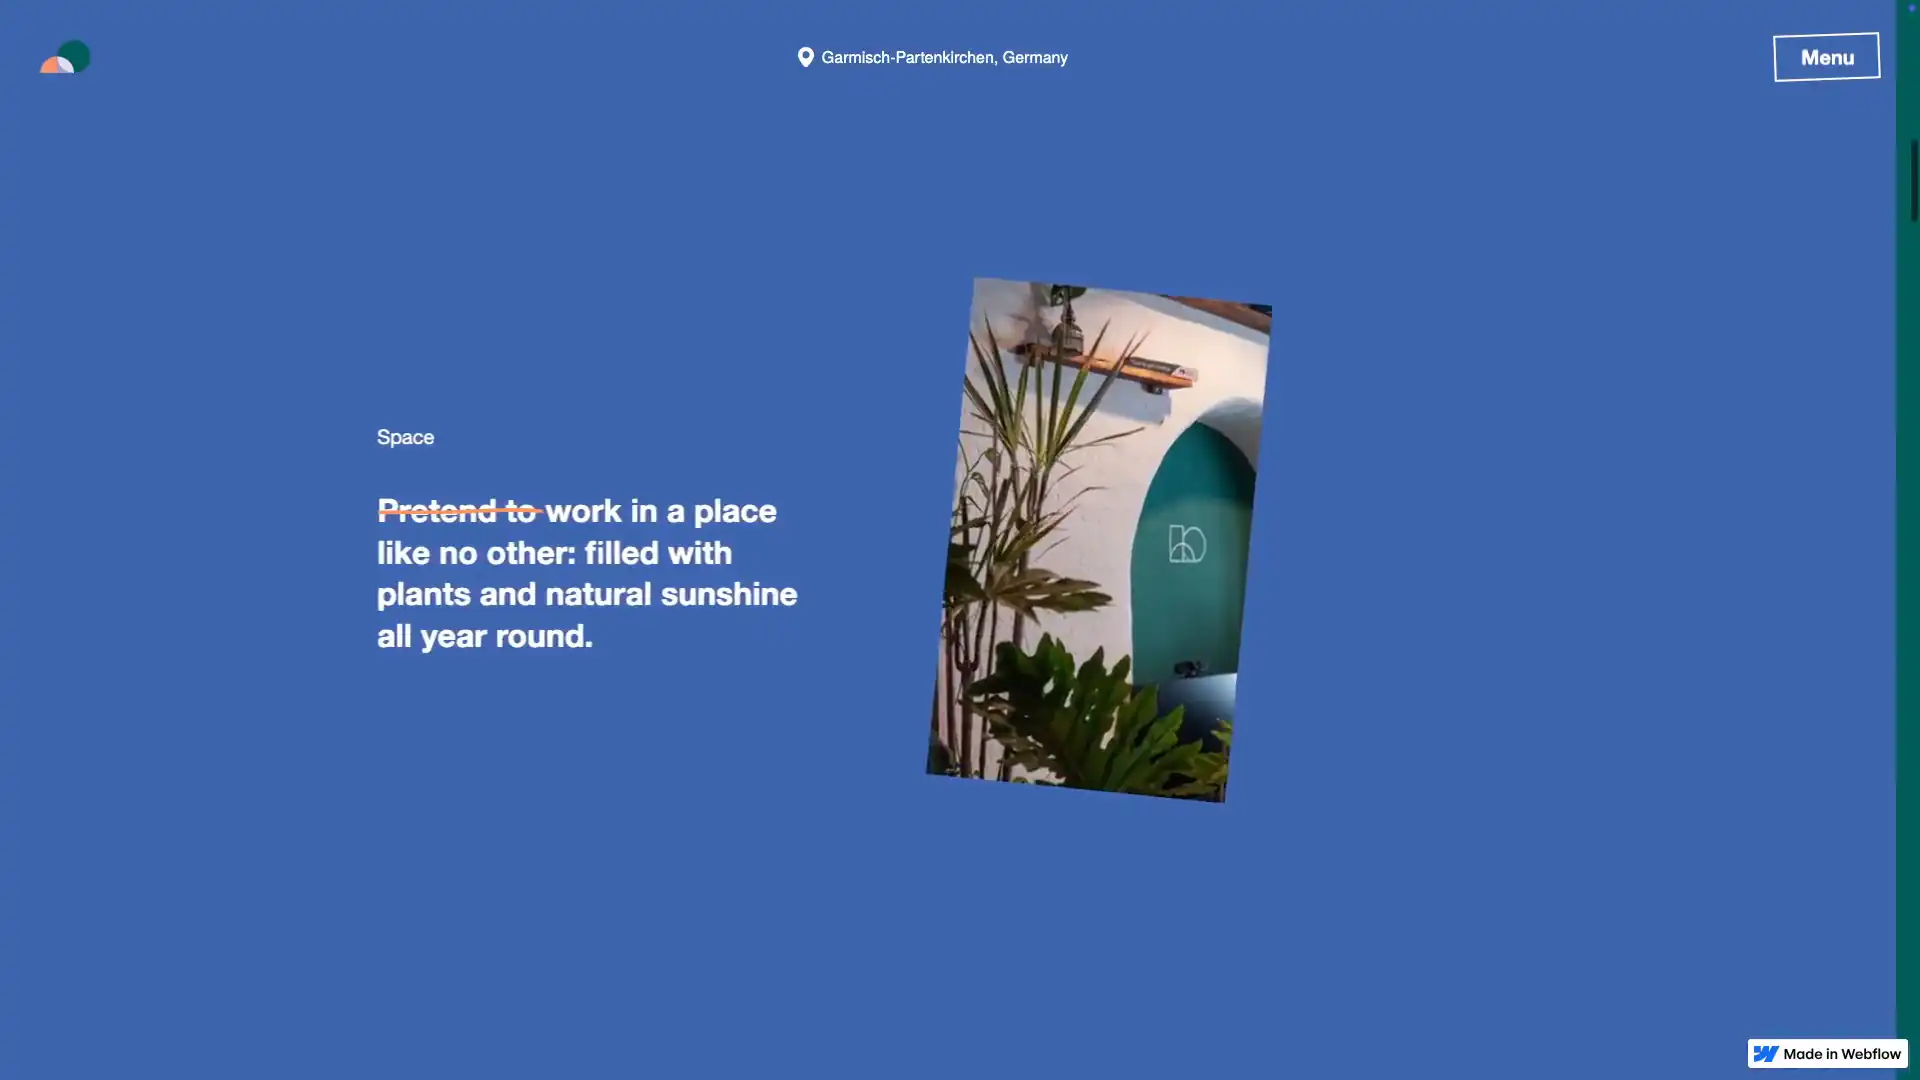 Garmisch-Partenkirchen, Germany
Menu
Space
Pretend to work in a place
like no other: filled with
plants and natural sunshine
all year round.
Made in Webflow